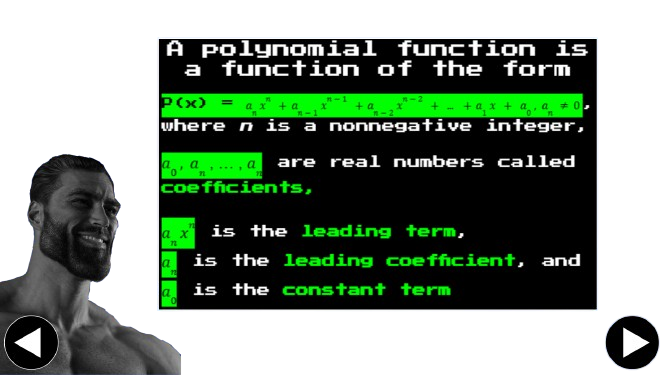 A polynomial function is
a function of the form
P(x) = aₙxⁿ + aₙ₋₁xⁿ⁻¹ + aₙ₋₂xⁿ⁻² + … + a₁x + a₀, aₙ ≠ 0,
where n is a nonnegative integer,
a₀, aₙ, …, aₙ are real numbers called
coefficients,
aₙxⁿ is the leading term,
aₙ is the leading coefficient, and
a₀ is the constant term